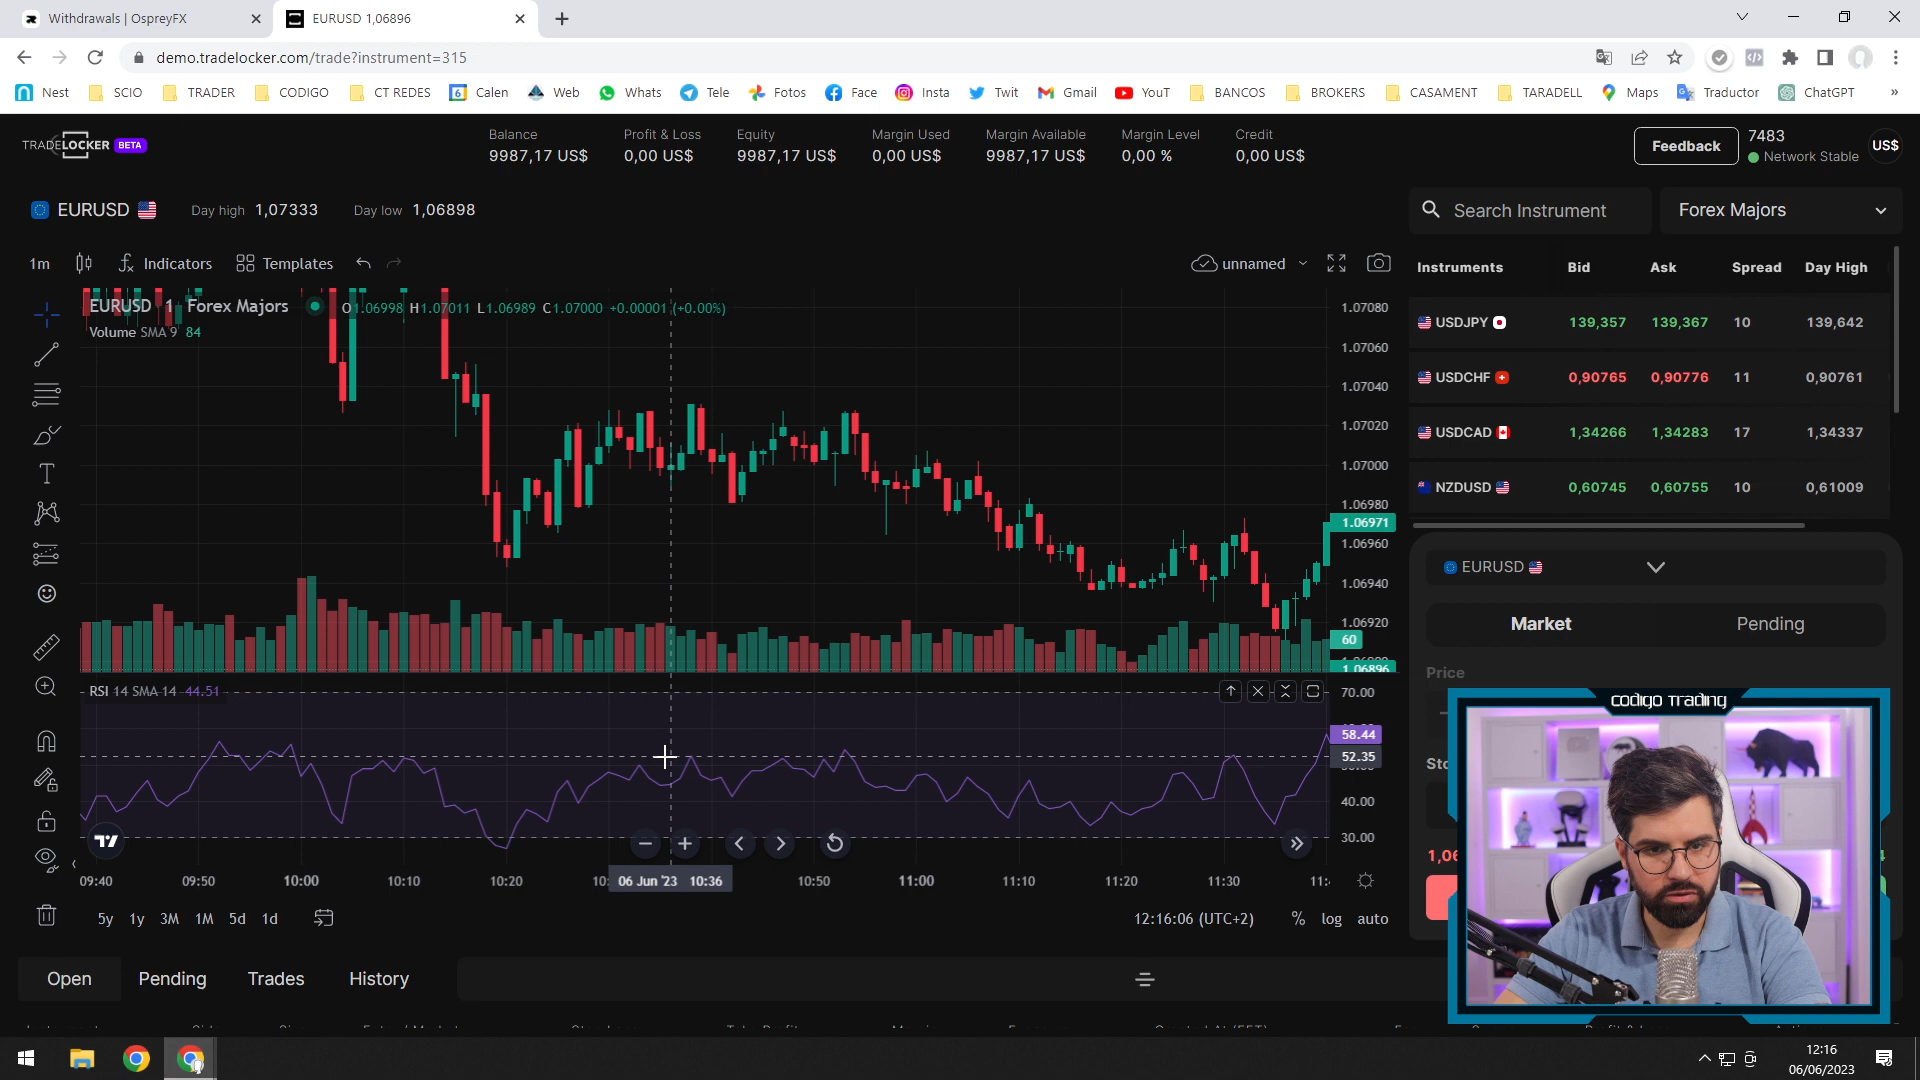 Withdrawals | OspreyFX
EURUSD 1,06896
demo.tradelocker.com/trade?instrument=315
Nest SCIO TRADER CODIGO CT REDES 6 Calen Web Whats Tele Fotos Face Insta Twit Gmail YouT BANCOS BROKERS CASAMENT TARADELL Maps Traductor ChatGPT »
TRADELOCKER BETA
Balance Profit & Loss Equity Margin Used Margin Available Margin Level Credit
9987,17 US$ 0,00 US$ 9987,17 US$ 0,00 US$ 9987,17 US$ 0,00 % 0,00 US$
Feedback
7483
Network Stable
US$
EURUSD Day high 1,07333 Day low 1,06898
Search Instrument
Forex Majors
1m Indicators Templates unnamed
EURUSD 1 Forex Majors O1.06998 H1.07011 L1.06989 C1.07000 +0.00001 (+0.00%)
Volume SMA 9 84
1.07080
1.07060
1.07040
1.07020
1.07000
1.06980
1.06971
1.06960
1.06940
1.06920
60
1.06896
RSI 14 SMA 14 44.51
70.00
58.44
52.35
40.00
30.00
09:40 09:50 10:00 10:10 10:20 06 Jun '23 10:36 10:50 11:00 11:10 11:20 11:30
5y 1y 3M 1M 5d 1d
12:16:06 (UTC+2) % log auto
Instruments Bid Ask Spread Day High
USDJPY 139,357 139,367 10 139,642
USDCHF 0,90765 0,90776 11 0,90761
USDCAD 1,34266 1,34283 17 1,34337
NZDUSD 0,60745 0,60755 10 0,61009
EURUSD
Market Pending
Price
codigo Trading
Open Pending Trades History
12:16
06/06/2023